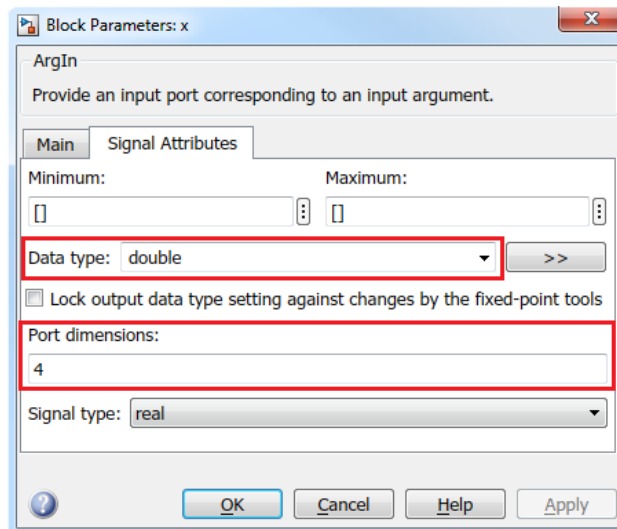 Block Parameters: x
ArgIn
Provide an input port corresponding to an input argument.
Main Signal Attributes
Minimum: Maximum:
[] []
Data type: double >>
Lock output data type setting against changes by the fixed-point tools
Port dimensions:
4
Signal type: real
OK Cancel Help Apply